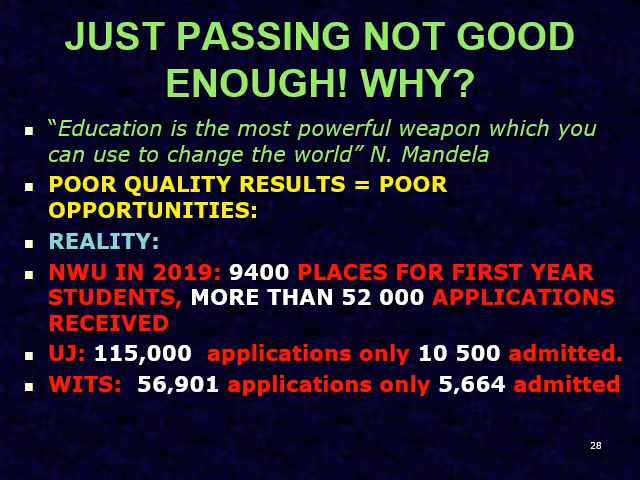 JUST PASSING NOT GOOD
ENOUGH! WHY?
“Education is the most powerful weapon which you
can use to change the world” N. Mandela
POOR QUALITY RESULTS = POOR
OPPORTUNITIES:
REALITY:
NWU IN 2019: 9400 PLACES FOR FIRST YEAR
STUDENTS, MORE THAN 52 000 APPLICATIONS
RECEIVED
UJ: 115,000 applications only 10 500 admitted.
WITS: 56,901 applications only 5,664 admitted
28